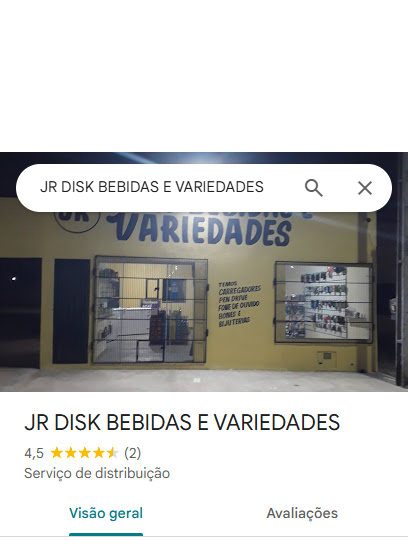 JR DISK BEBIDAS E VARIEDADES
JR
VARIEDADES
TEMOS
CARREGADORES
PEN DRIVE
FONE DE OUVIDO
BONES E
BIJUTERIAS
JR DISK BEBIDAS E VARIEDADES
4,5 (2)
Serviço de distribuição
Visão geral Avaliações